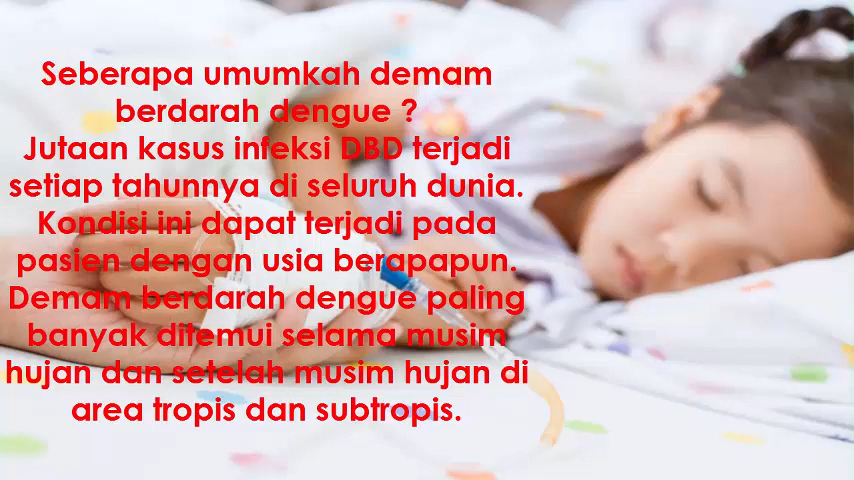 Seberapa umumkah demam
berdarah dengue ?
Jutaan kasus infeksi DBD terjadi
setiap tahunnya di seluruh dunia.
Kondisi ini dapat terjadi pada
pasien dengan usia berapapun.
Demam berdarah dengue paling
banyak ditemui selama musim
hujan dan setelah musim hujan di
area tropis dan subtropis.